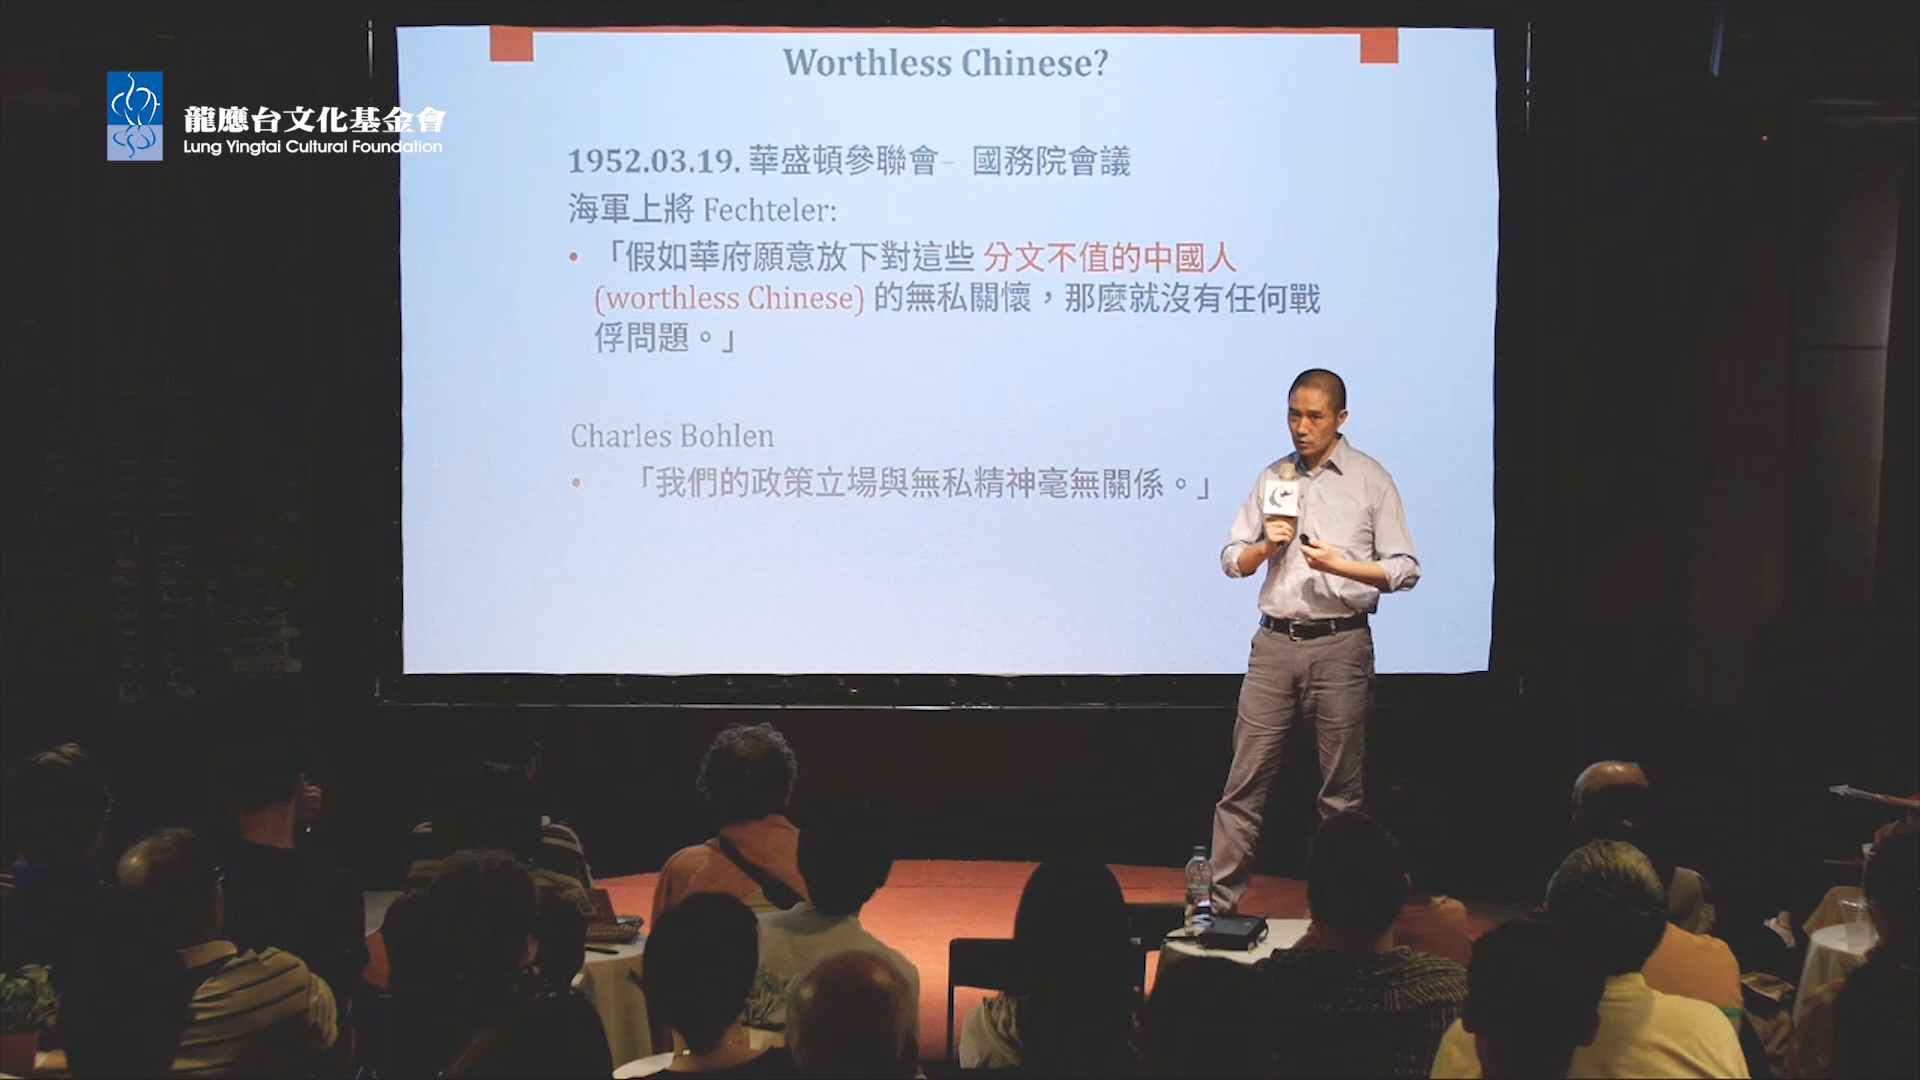 Worthless Chinese?
龍應台文化基金會
Lung Yingtai Cultural Foundation
1952.03.19. 華盛頓參聯會– 國務院會議
海軍上將 Fechteler:
• 「假如華府願意放下對這些 分文不值的中國人
(worthless Chinese) 的無私關懷，那麼就沒有任何戰
俘問題。」
Charles Bohlen
• 「我們的政策立場與無私精神毫無關係。」